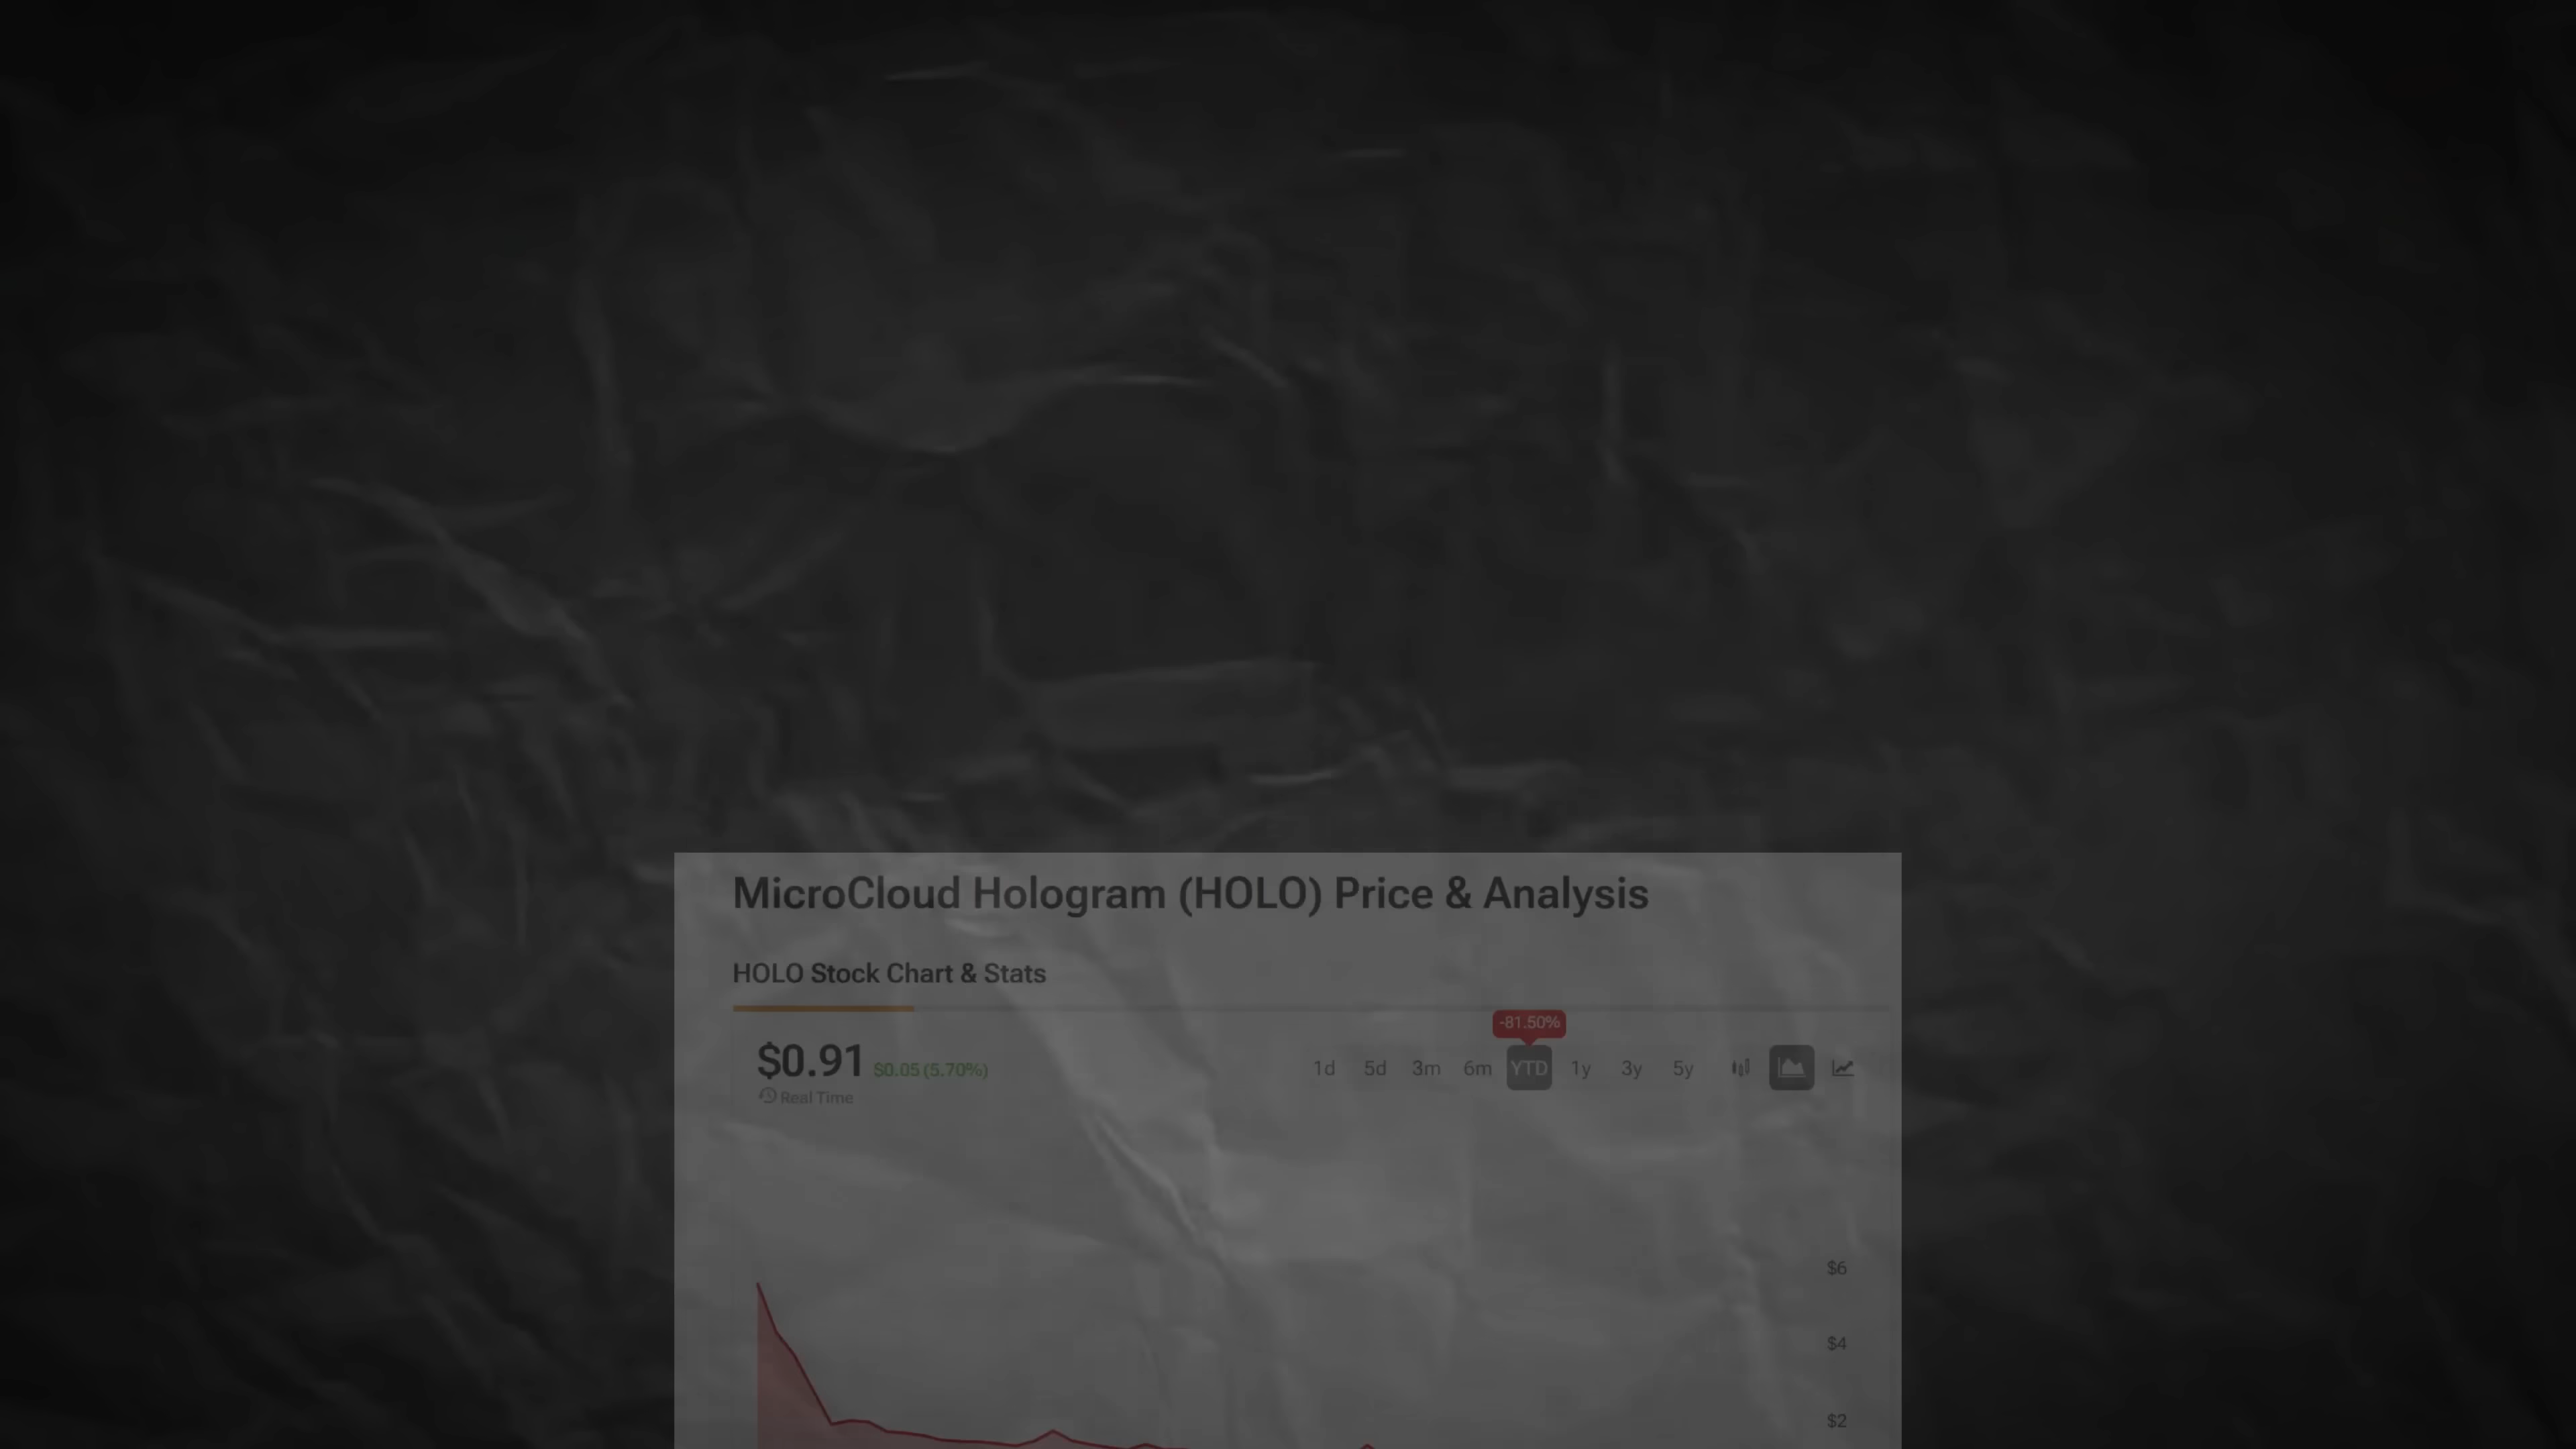 MicroCloud Hologram (HOLO) Price & Analysis
HOLO Stock Chart & Stats
-81.50%
$0.91 $0.05 (5.70%) 1d 5d 3m 6m YTD 1y 3y 5y
Real Time
$6
$4
$2